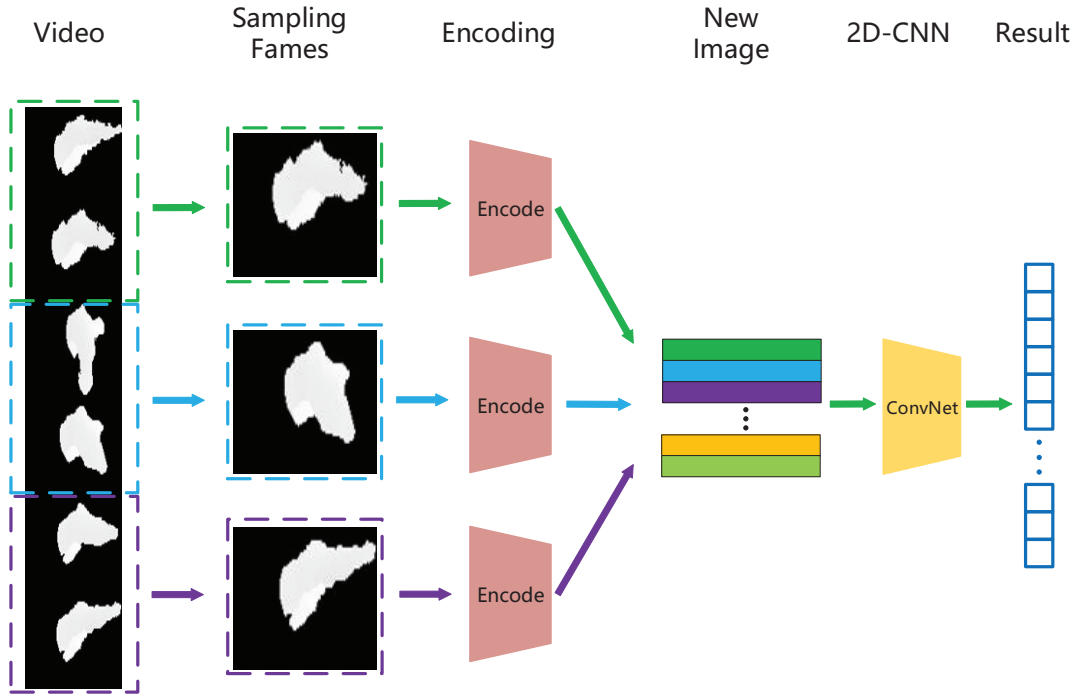 Video
Sampling
Fames
Encoding
New
Image
2D-CNN
Result
Encode
Encode
ConvNet
Encode